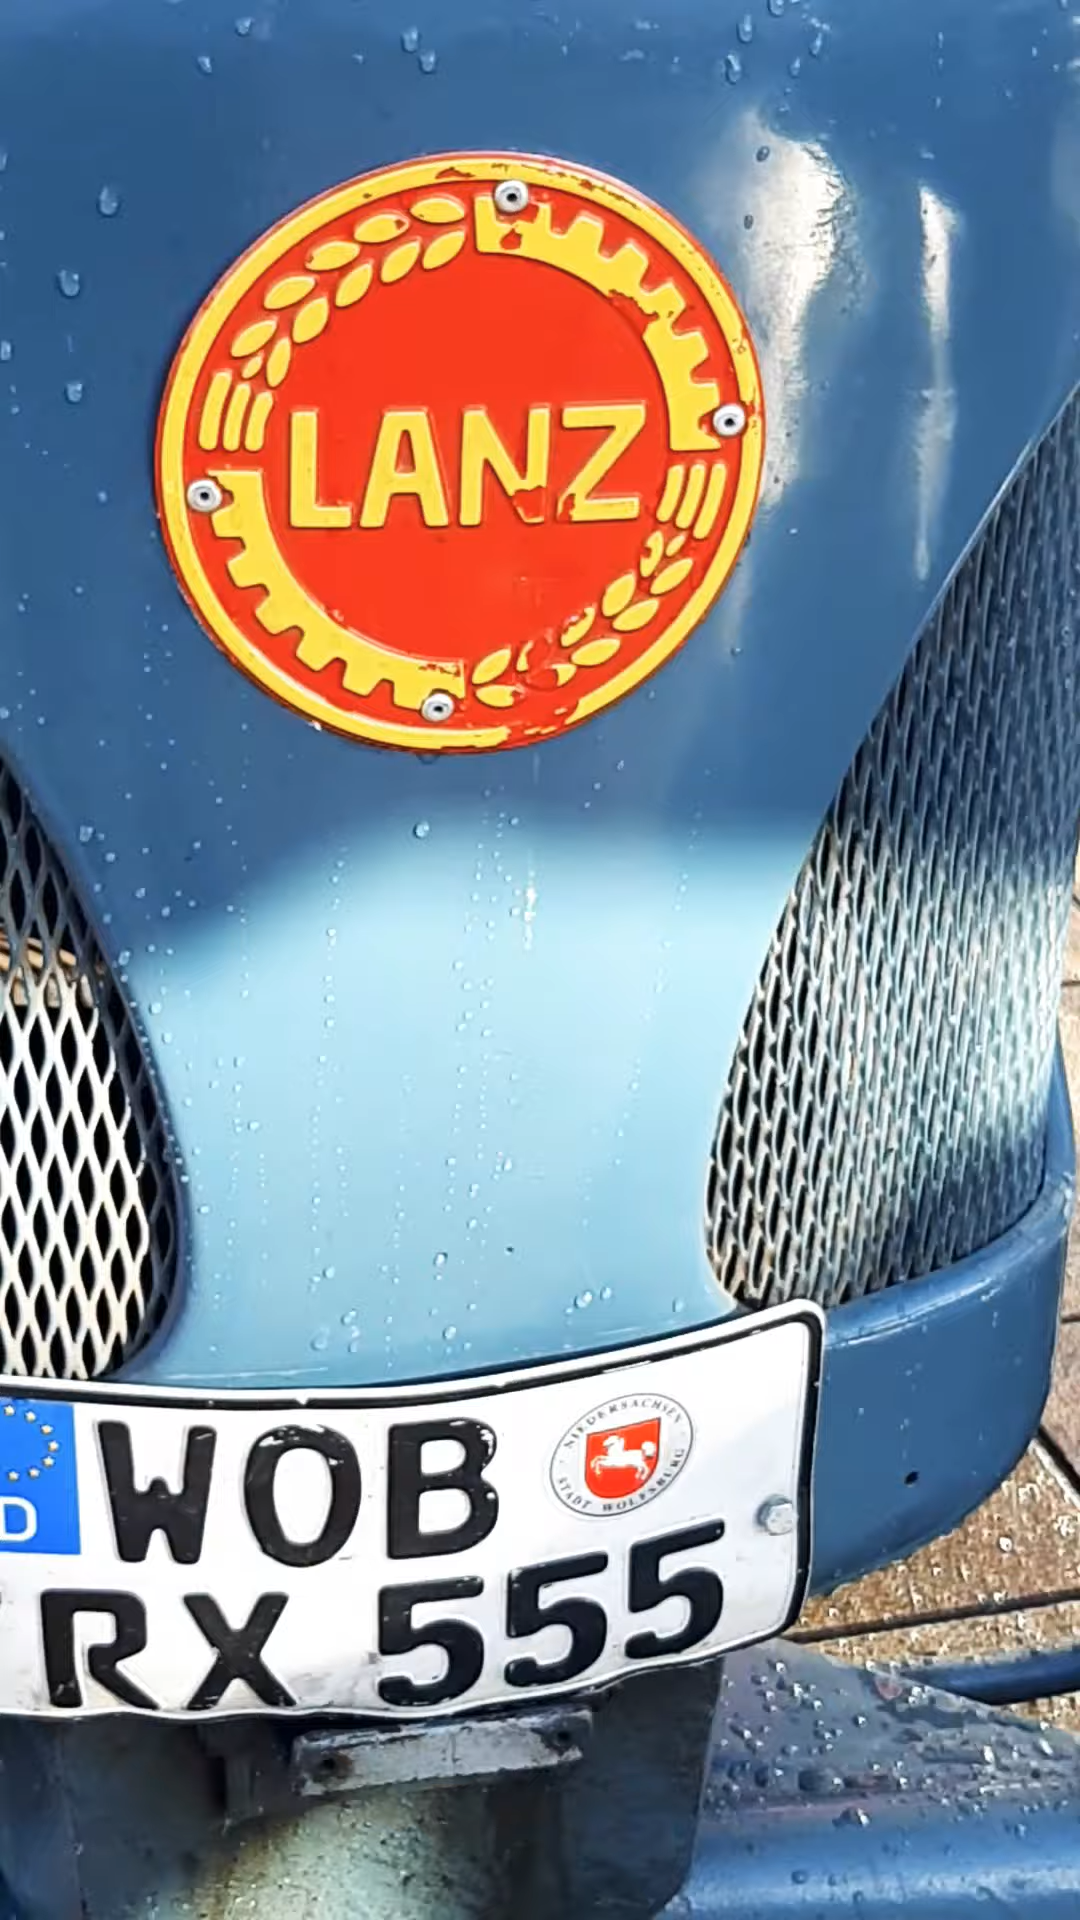 LANZ
WOB
NIEDERSACHSEN
STADT WOLFSBURG
D
RX 555